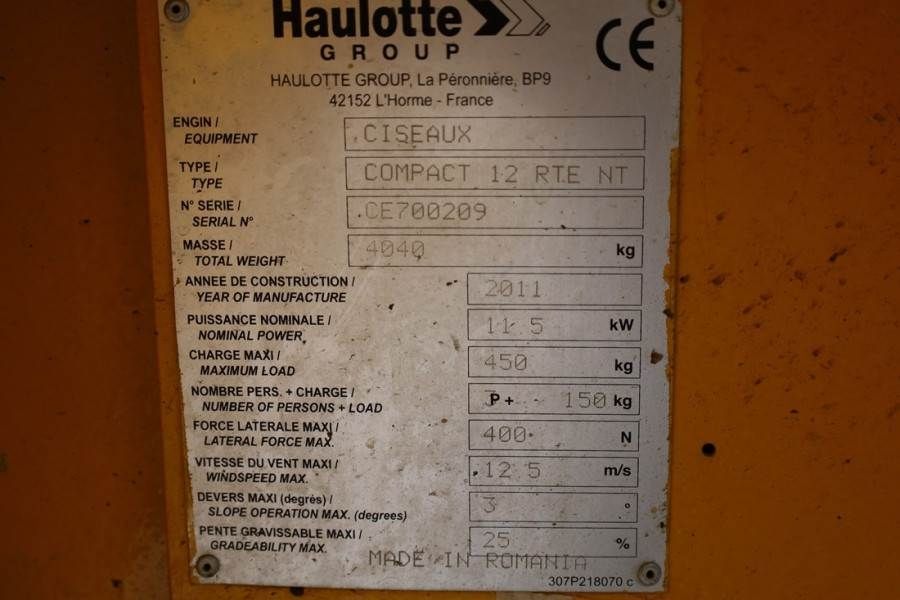 Haulotte
GROUP
CE
HAULOTTE GROUP, La Péronnière, BP9
42152 L'Horme - France
ENGIN /
EQUIPMENT
CISEAUX
TYPE /
TYPE
COMPACT 12 RTE NT
N° SERIE /
SERIAL N°
CE700209
MASSE /
TOTAL WEIGHT
4040 kg
ANNEE DE CONSTRUCTION /
YEAR OF MANUFACTURE
2011
PUISSANCE NOMINALE /
NOMINAL POWER
11.5 kW
CHARGE MAXI /
MAXIMUM LOAD
450 kg
NOMBRE PERS. + CHARGE /
NUMBER OF PERSONS + LOAD
3 P + 150 kg
FORCE LATERALE MAXI /
LATERAL FORCE MAX.
400 N
VITESSE DU VENT MAXI /
WINDSPEED MAX.
12.5 m/s
DEVERS MAXI (degrés) /
SLOPE OPERATION MAX. (degrees)
3 °
PENTE GRAVISSABLE MAXI /
GRADEABILITY MAX.
25 %
MADE IN ROMANIA
307P218070 c